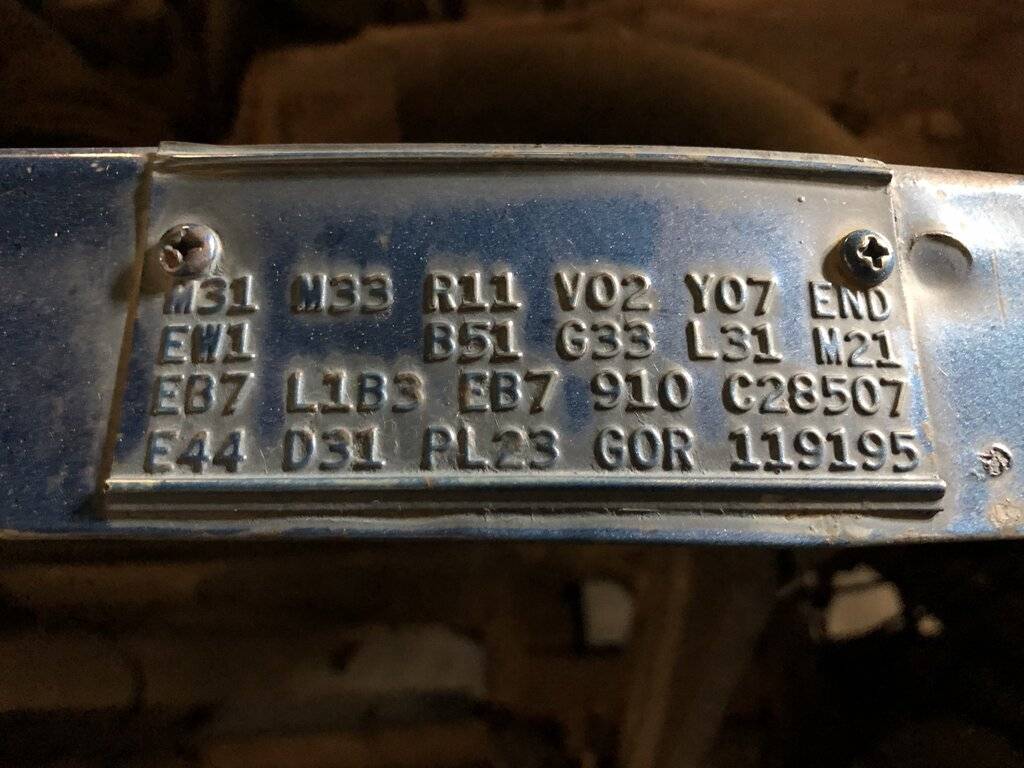 M31 M33 R11 V02 Y07 END
EW1 B51 G33 L31 M21
EB7 L1B3 EB7 910 C28507
E44 D31 PL23 GOR 119195